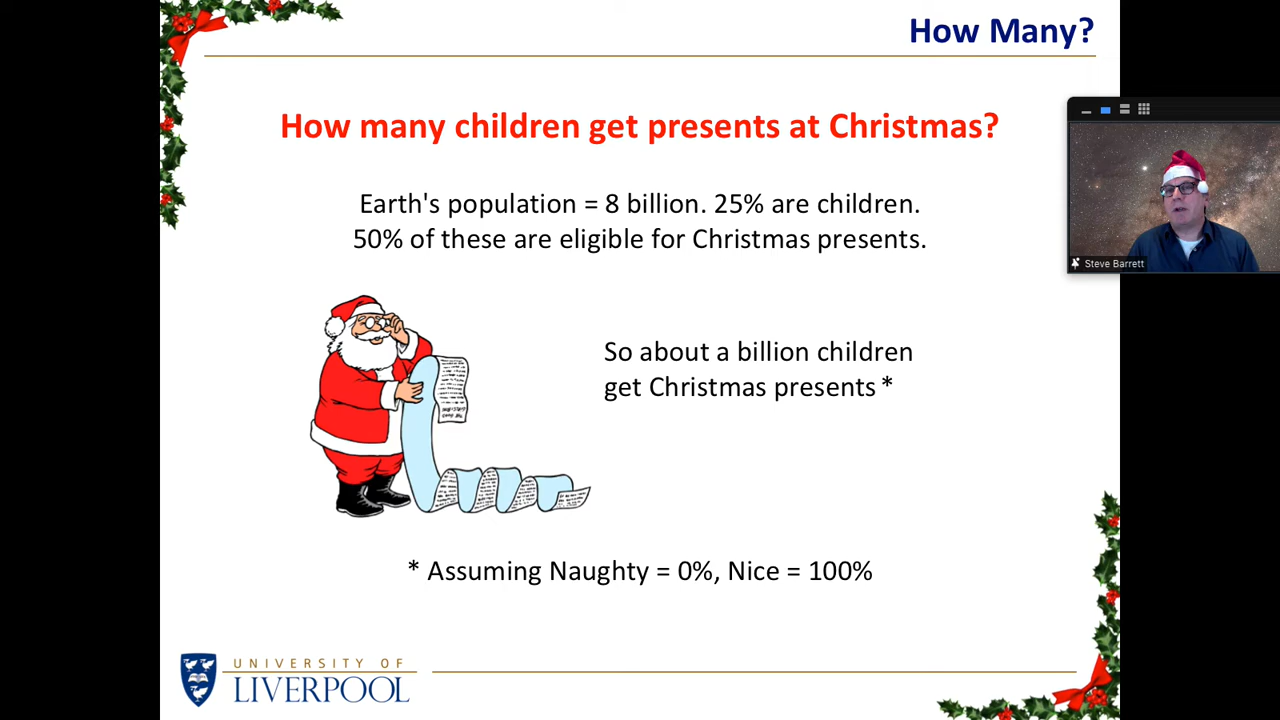 How Many?
How many children get presents at Christmas?
Earth's population = 8 billion. 25% are children.
50% of these are eligible for Christmas presents.
So about a billion children
get Christmas presents *
* Assuming Naughty = 0%, Nice = 100%
Steve Barrett
UNIVERSITY OF
LIVERPOOL